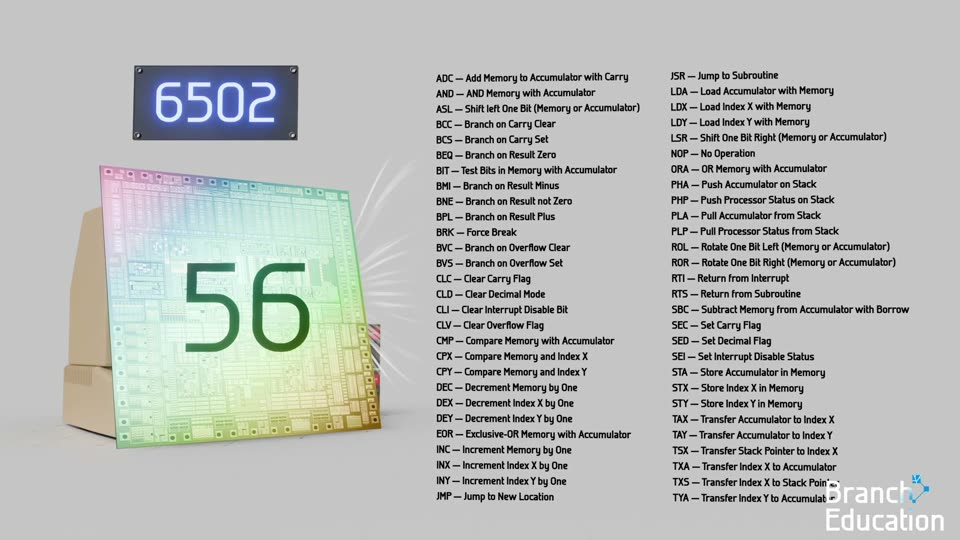 6502
56
ADC — Add Memory to Accumulator with Carry
AND — AND Memory with Accumulator
ASL — Shift left One Bit (Memory or Accumulator)
BCC — Branch on Carry Clear
BCS — Branch on Carry Set
BEQ — Branch on Result Zero
BIT — Test Bits in Memory with Accumulator
BMI — Branch on Result Minus
BNE — Branch on Result not Zero
BPL — Branch on Result Plus
BRK — Force Break
BVC — Branch on Overflow Clear
BVS — Branch on Overflow Set
CLC — Clear Carry Flag
CLD — Clear Decimal Mode
CLI — Clear Interrupt Disable Bit
CLV — Clear Overflow Flag
CMP — Compare Memory with Accumulator
CPX — Compare Memory and Index X
CPY — Compare Memory and Index Y
DEC — Decrement Memory by One
DEX — Decrement Index X by One
DEY — Decrement Index Y by One
EOR — Exclusive-OR Memory with Accumulator
INC — Increment Memory by One
INX — Increment Index X by One
INY — Increment Index Y by One
JMP — Jump to New Location
JSR — Jump to Subroutine
LDA — Load Accumulator with Memory
LDX — Load Index X with Memory
LDY — Load Index Y with Memory
LSR — Shift One Bit Right (Memory or Accumulator)
NOP — No Operation
ORA — OR Memory with Accumulator
PHA — Push Accumulator on Stack
PHP — Push Processor Status on Stack
PLA — Pull Accumulator from Stack
PLP — Pull Processor Status from Stack
ROL — Rotate One Bit Left (Memory or Accumulator)
ROR — Rotate One Bit Right (Memory or Accumulator)
RTI — Return from Interrupt
RTS — Return from Subroutine
SBC — Subtract Memory from Accumulator with Borrow
SEC — Set Carry Flag
SED — Set Decimal Flag
SEI — Set Interrupt Disable Status
STA — Store Accumulator in Memory
STX — Store Index X in Memory
STY — Store Index Y in Memory
TAX — Transfer Accumulator to Index X
TAY — Transfer Accumulator to Index Y
TSX — Transfer Stack Pointer to Index X
TXA — Transfer Index X to Accumulator
TXS — Transfer Index X to Stack Pointer
TYA — Transfer Index Y to Accumulator
Branch
Education